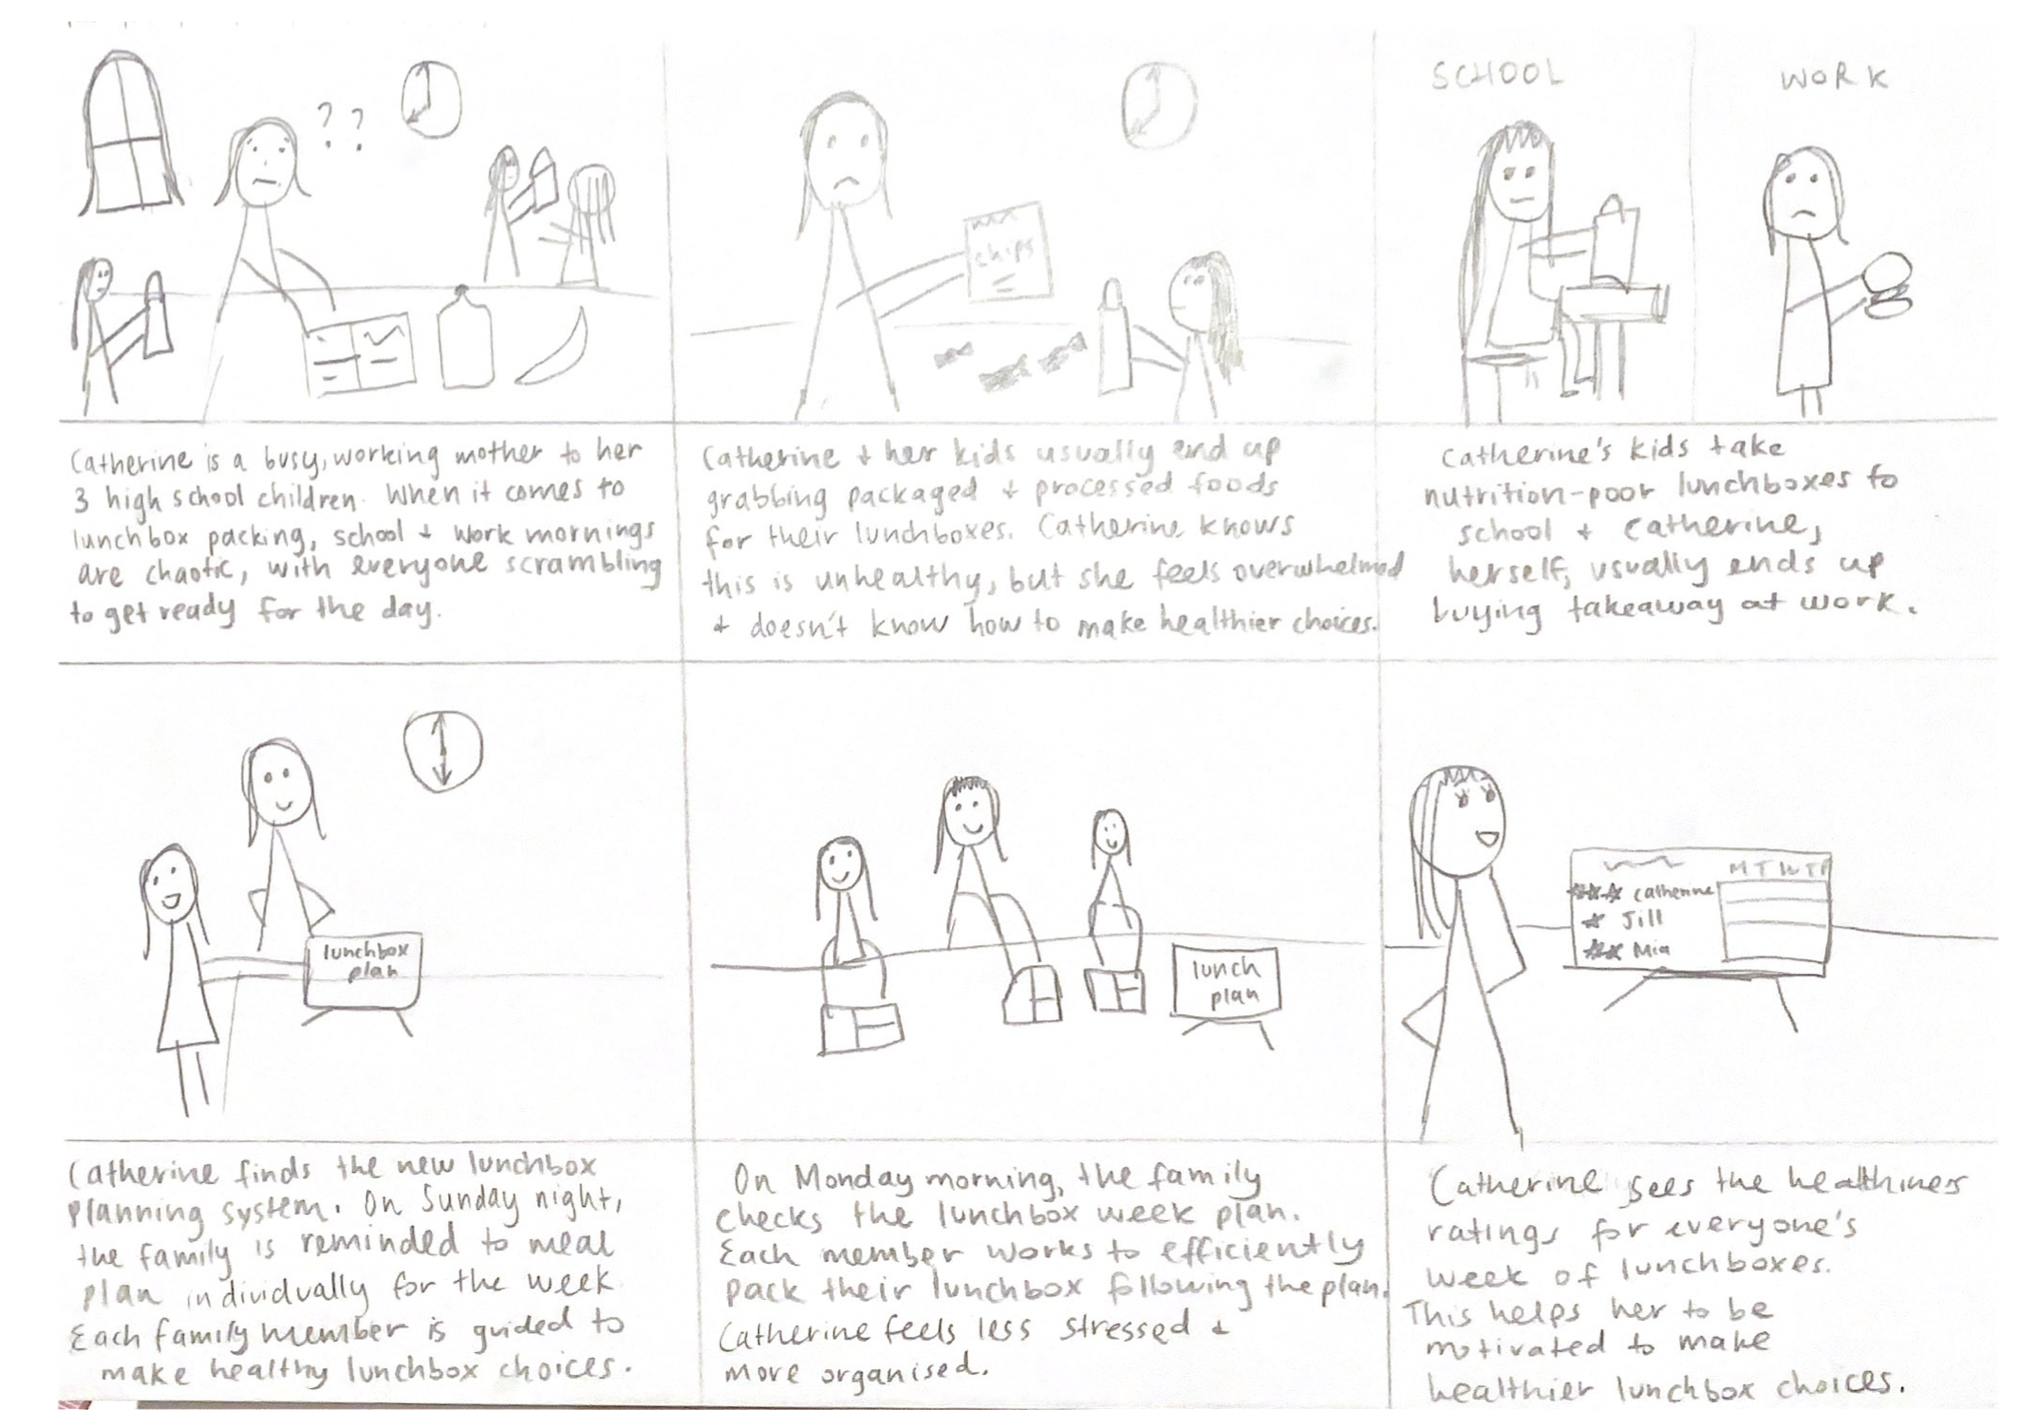 ? ?
chips
SCHOOL
WORK
Catherine is a busy, working mother to her
3 high school children. When it comes to
lunchbox packing, school + work mornings
are chaotic, with everyone scrambling
to get ready for the day.
Catherine + her kids usually end up
grabbing packaged + processed foods
for their lunchboxes. Catherine knows
this is unhealthy, but she feels overwhelmed
+ doesn't know how to make healthier choices.
Catherine's kids take
nutrition-poor lunchboxes to
school + Catherine,
herself, usually ends up
buying takeaway at work.
lunchbox
plan
lunch
plan
M T W T F
Catherine
Jill
Mia
Catherine finds the new lunchbox
planning system. On Sunday night,
the family is reminded to meal
plan individually for the week.
Each family member is guided to
make healthy lunchbox choices.
On Monday morning, the family
checks the lunchbox week plan.
Each member works to efficiently
pack their lunchbox following the plan.
Catherine feels less stressed +
more organised.
Catherine sees the healthiness
ratings for everyone's
week of lunchboxes.
This helps her to be
motivated to make
healthier lunchbox choices.